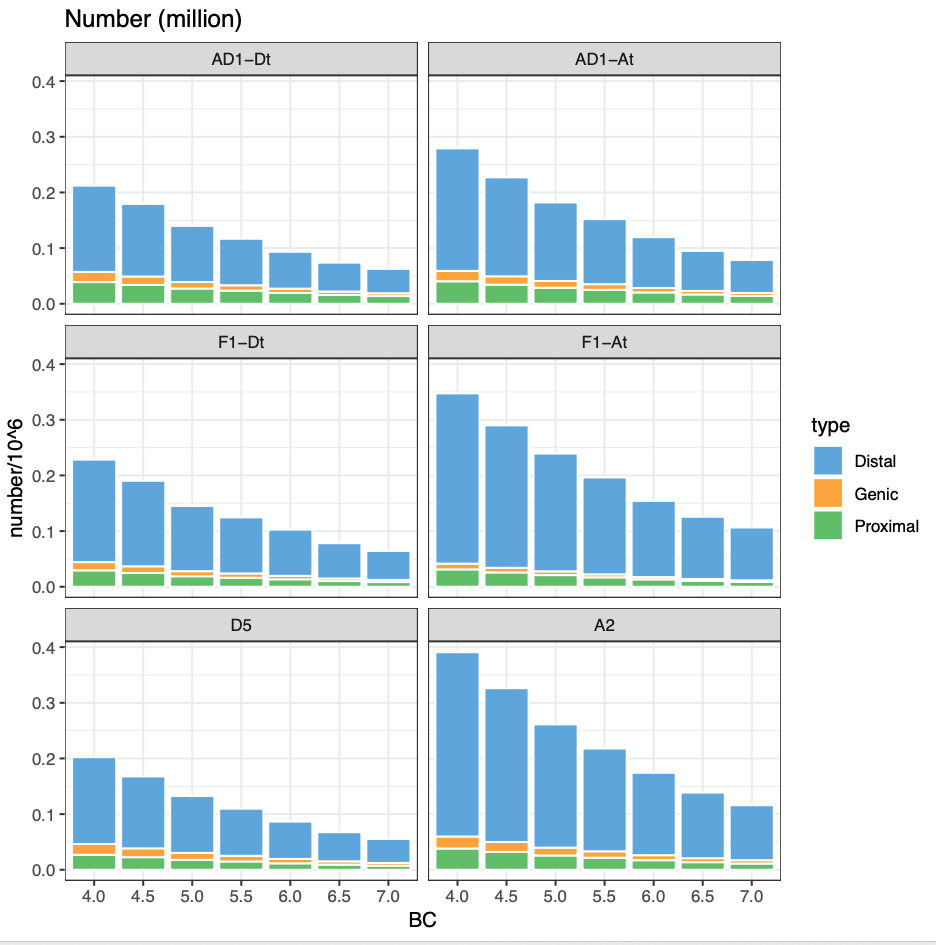 Number (million)
AD1−Dt
AD1−At
0.4
0.3
0.2
0.1
0.0
F1−Dt
F1−At
0.4
0.3
0.2
0.1
0.0
D5
A2
0.4
0.3
0.2
0.1
0.0
4.0 4.5 5.0 5.5 6.0 6.5 7.0
4.0 4.5 5.0 5.5 6.0 6.5 7.0
BC
number/10^6
type
Distal
Genic
Proximal